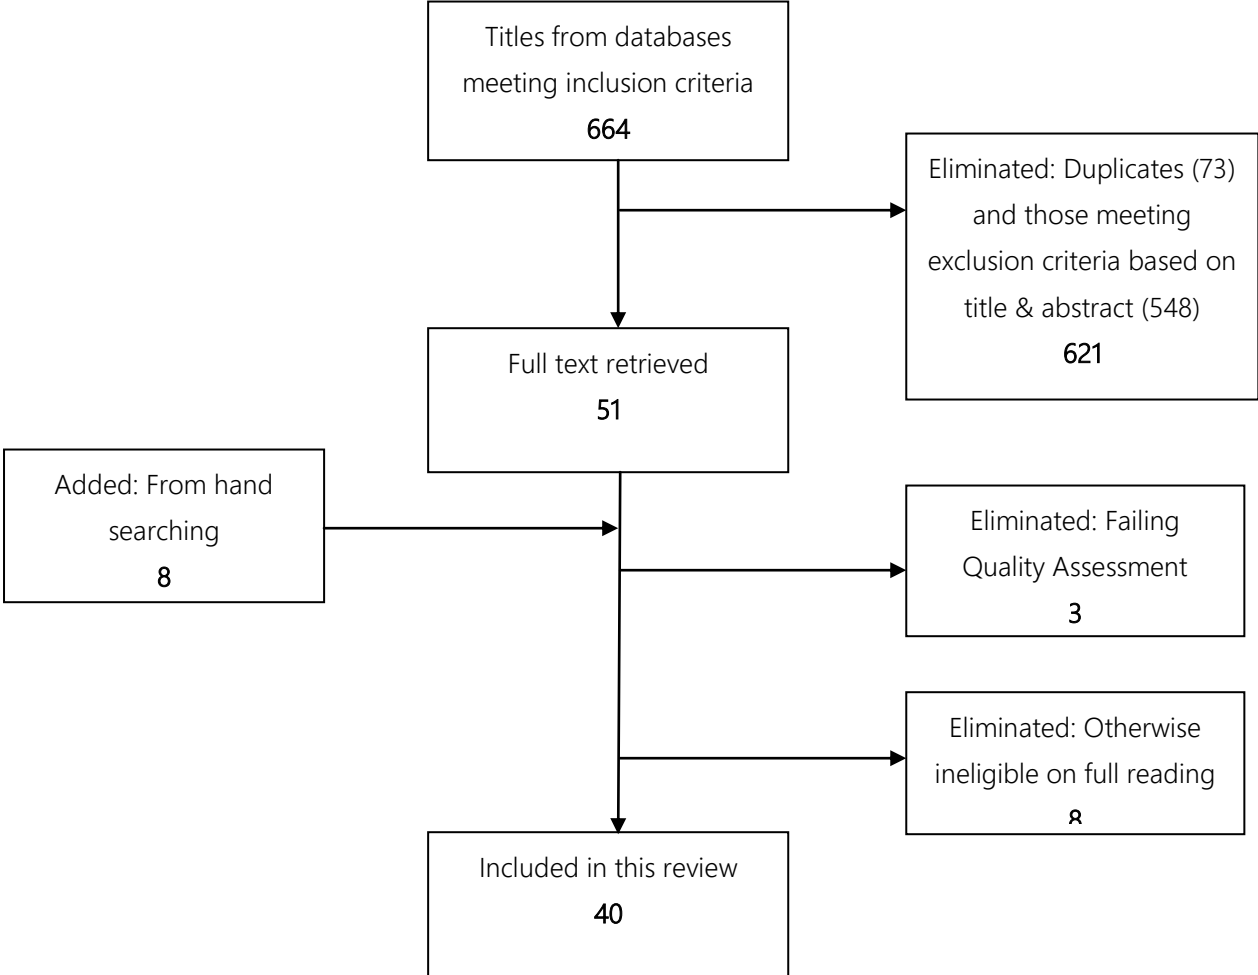 Titles from databases
meeting inclusion criteria
664
Eliminated: Duplicates (73)
and those meeting
exclusion criteria based on
title & abstract (548)
621
Full text retrieved
51
Added: From hand
searching
8
Eliminated: Failing
Quality Assessment
3
Eliminated: Otherwise
ineligible on full reading
8
Included in this review
40